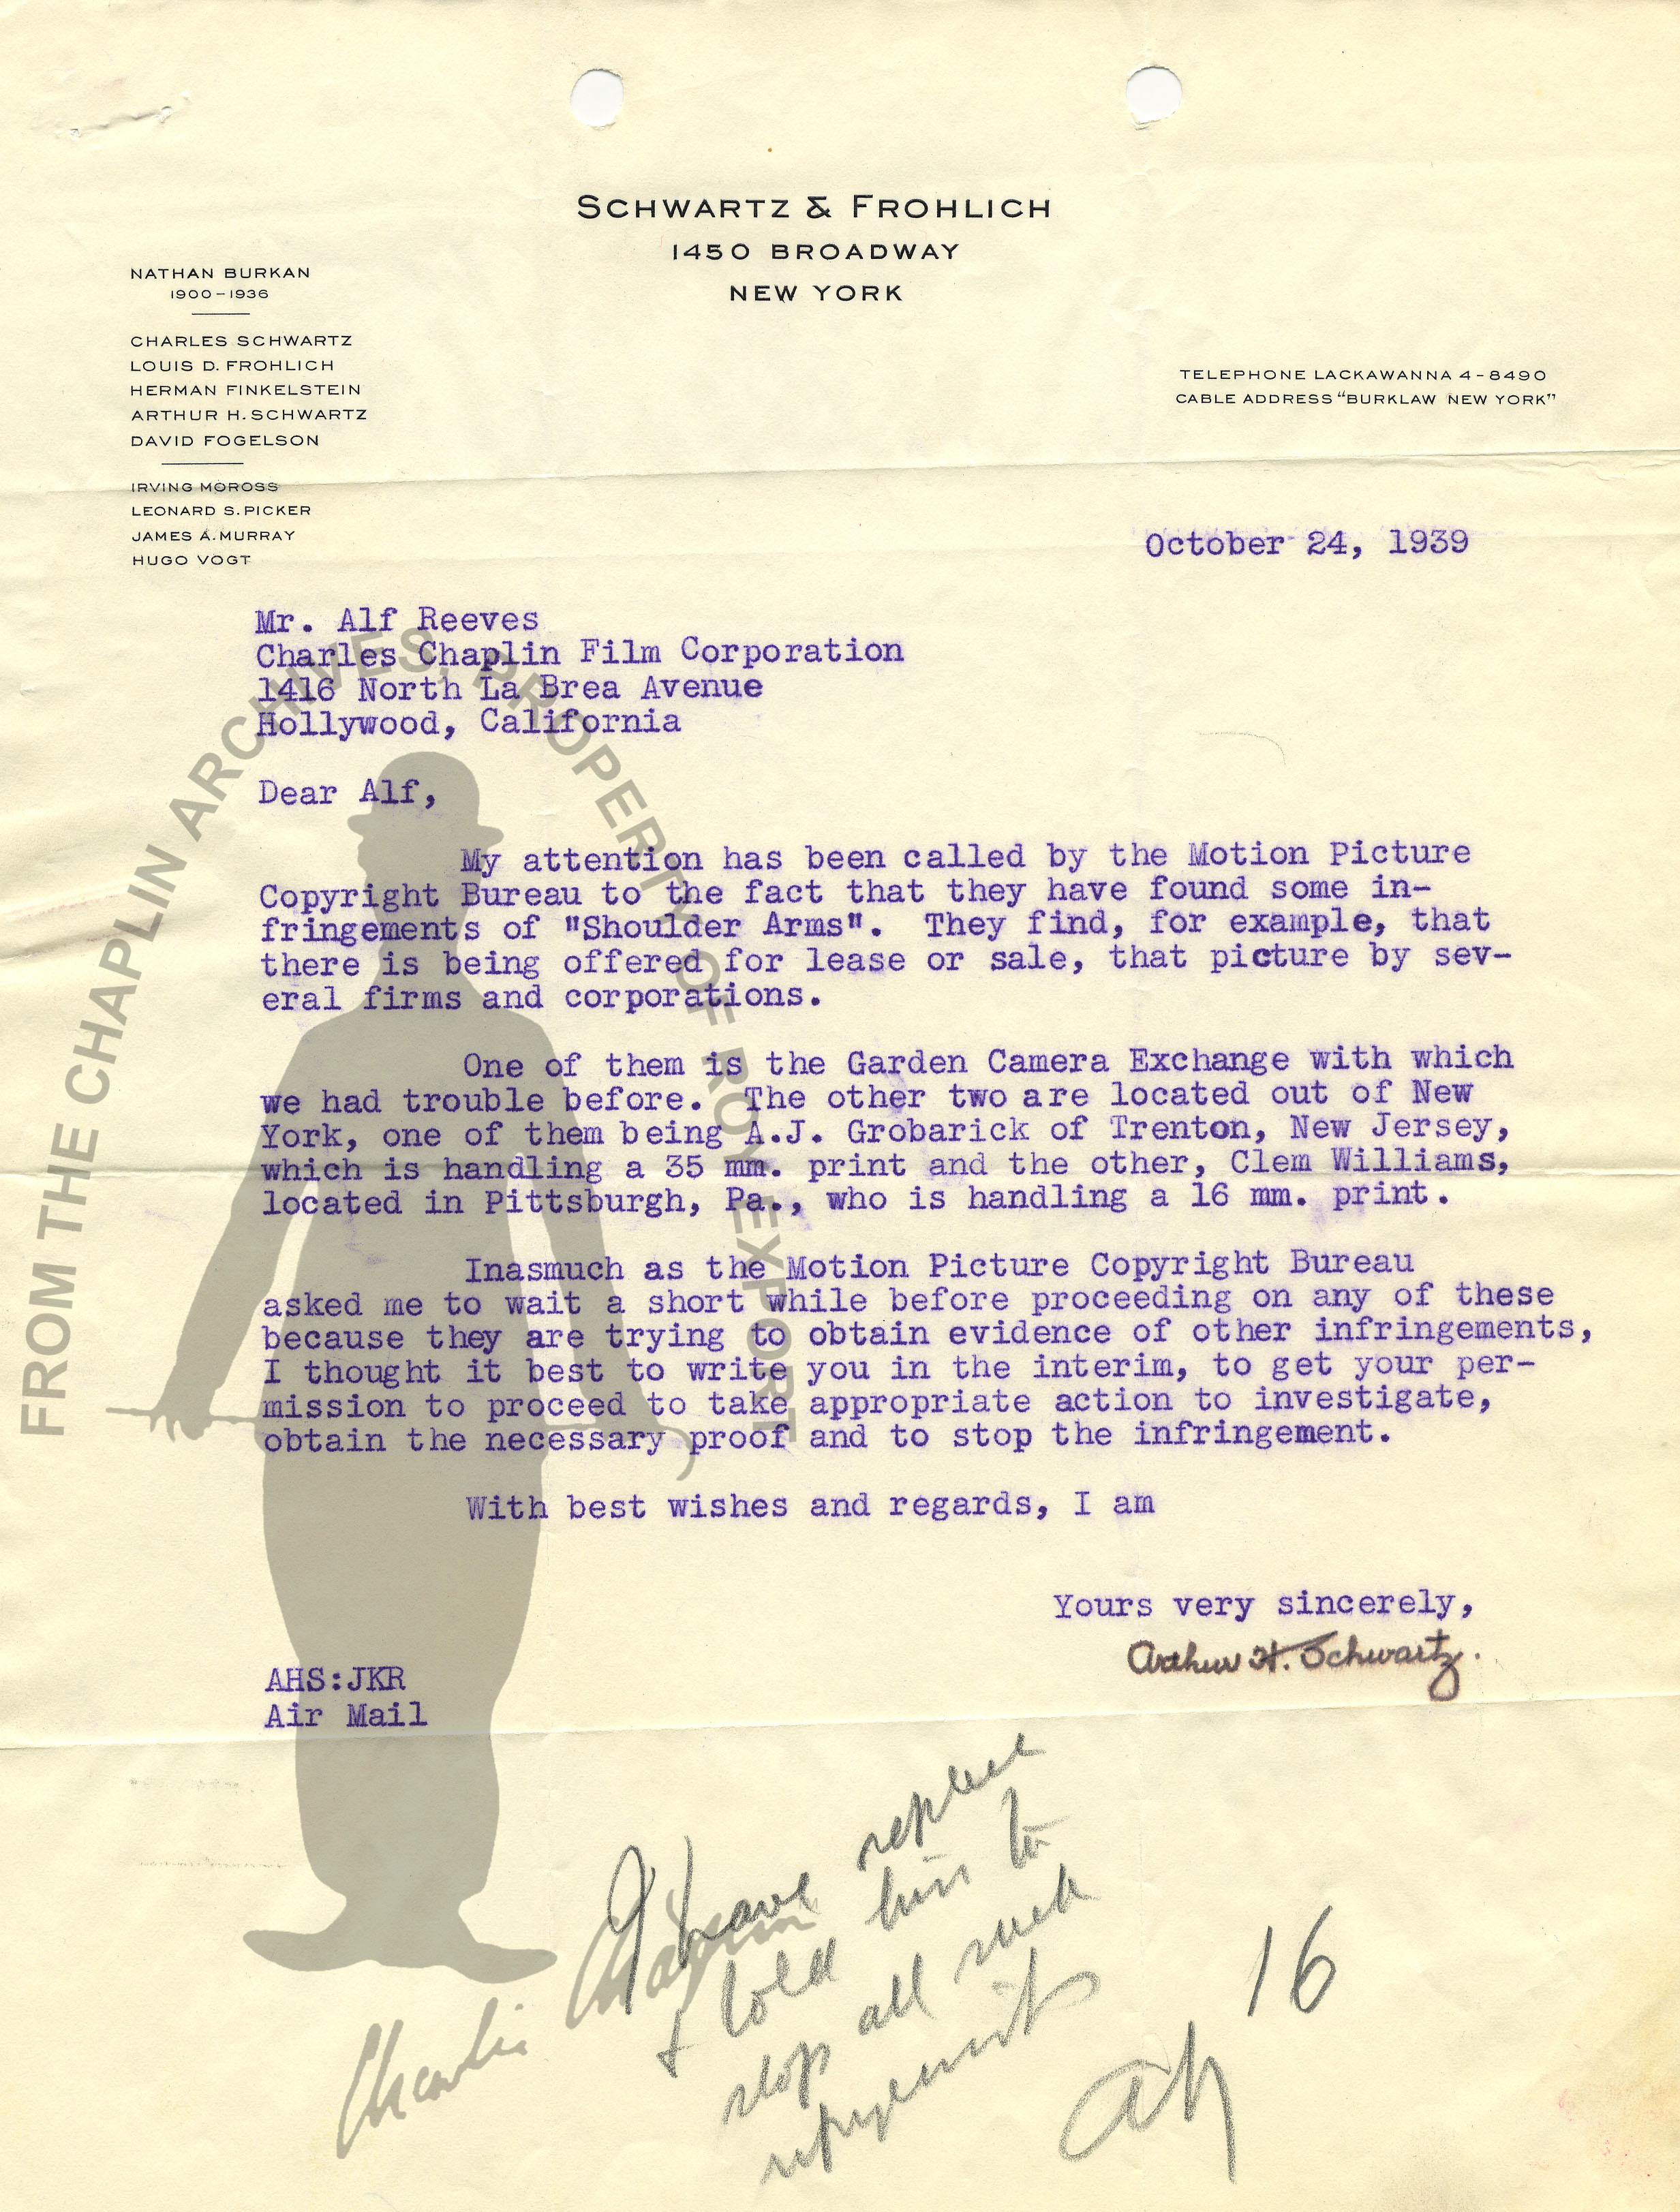 SCHWARTZ & FROHLICH
1450 BROADWAY
NEW YORK
NATHAN BURKAN
1900-1936
CHARLES SCHWARTZ
LOUIS D. FROHLICH
HERMAN FINKELSTEIN
ARTHUR H. SCHWARTZ
DAVID FOGELSON
IRVING MOROSS
LEONARD S. PICKER
JAMES A. MURRAY
HUGO VOGT
TELEPHONE LACKAWANNA 4-8490
CABLE ADDRESS "BURKLAW NEW YORK"
October 24, 1939
Mr. Alf Reeves
Charles Chaplin Film Corporation
1416 North La Brea Avenue
Hollywood, California
Dear Alf,
My attention has been called by the Motion Picture
Copyright Bureau to the fact that they have found some in-
fringements of "Shoulder Arms". They find, for example, that
there is being offered for lease or sale, that picture by sev-
eral firms and corporations.
One of them is the Garden Camera Exchange with which
we had trouble before. The other two are located out of New
York, one of them being A.J. Grobarick of Trenton, New Jersey,
which is handling a 35 mm. print and the other, Clem Williams,
located in Pittsburgh, Pa., who is handling a 16 mm. print.
Inasmuch as the Motion Picture Copyright Bureau
asked me to wait a short while before proceeding on any of these
because they are trying to obtain evidence of other infringements,
I thought it best to write you in the interim, to get your per-
mission to proceed to take appropriate action to investigate,
obtain the necessary proof and to stop the infringement.
With best wishes and regards, I am
Yours very sincerely,
Arthur H. Schwartz.
AHS:JKR
Air Mail
I have
& told him to
stop all such
16
FROM THE CHAPLIN ARCHIVES, PROPERTY OF ROY EXPORT
Charlie Chaplin